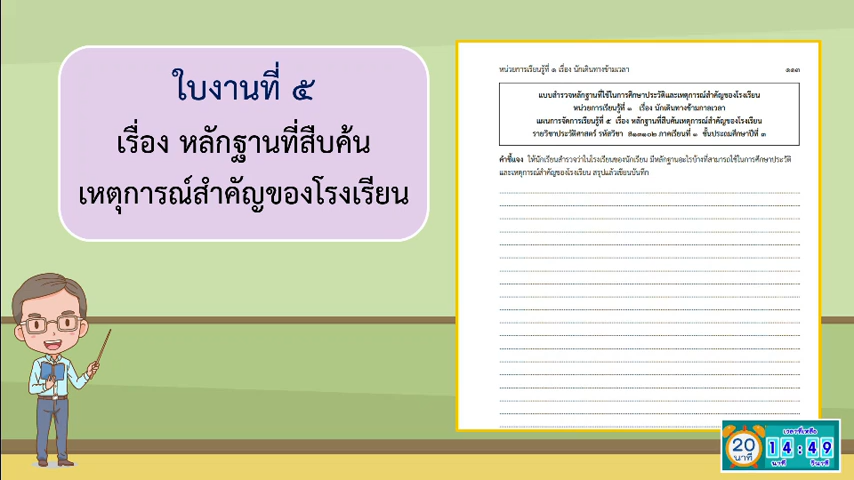 ใบงานที่ ๕
เรื่อง หลักฐานที่สืบค้น
เหตุการณ์สำคัญของโรงเรียน
หน่วยการเรียนรู้ที่ ๑ เรื่อง นักเดินทางข้ามเวลา
๑๑๓
แบบสำรวจหลักฐานที่ใช้ในการศึกษาประวัติและเหตุการณ์สำคัญของโรงเรียน
หน่วยการเรียนรู้ที่ ๑ เรื่อง นักเดินทางข้ามกาลเวลา
แผนการจัดการเรียนรู้ที่ ๕ เรื่อง หลักฐานที่สืบค้นเหตุการณ์สำคัญของโรงเรียน
รายวิชาประวัติศาสตร์ รหัสวิชา ส๑๓๑๐๒ ภาคเรียนที่ ๑ ชั้นประถมศึกษาปีที่ ๓
คำชี้แจง ให้นักเรียนสำรวจว่าในโรงเรียนของนักเรียน มีหลักฐานอะไรบ้างที่สามารถใช้ในการศึกษาประวัติ
และเหตุการณ์สำคัญของโรงเรียน สรุปแล้วเขียนบันทึก
เวลาที่เหลือ
20 นาที
14:49
นาที วินาที